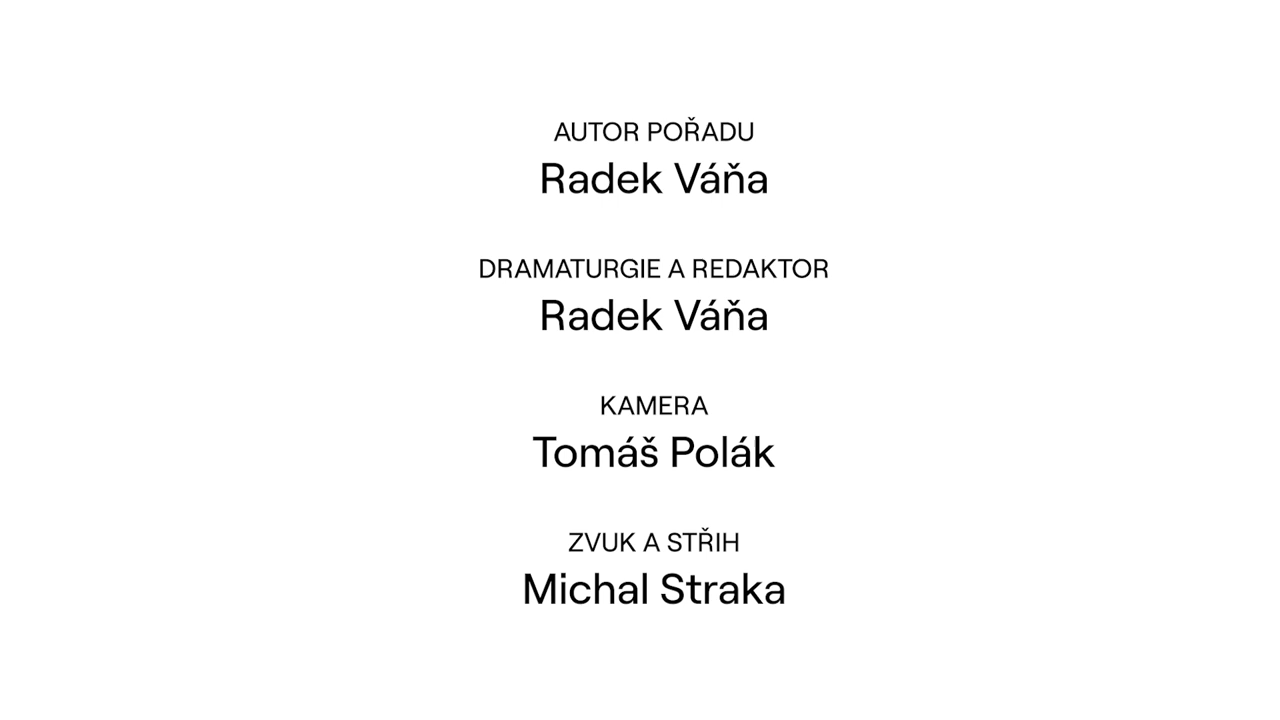 AUTOR POŘADU
Radek Váňa
DRAMATURGIE A REDAKTOR
Radek Váňa
KAMERA
Tomáš Polák
ZVUK A STŘIH
Michal Straka